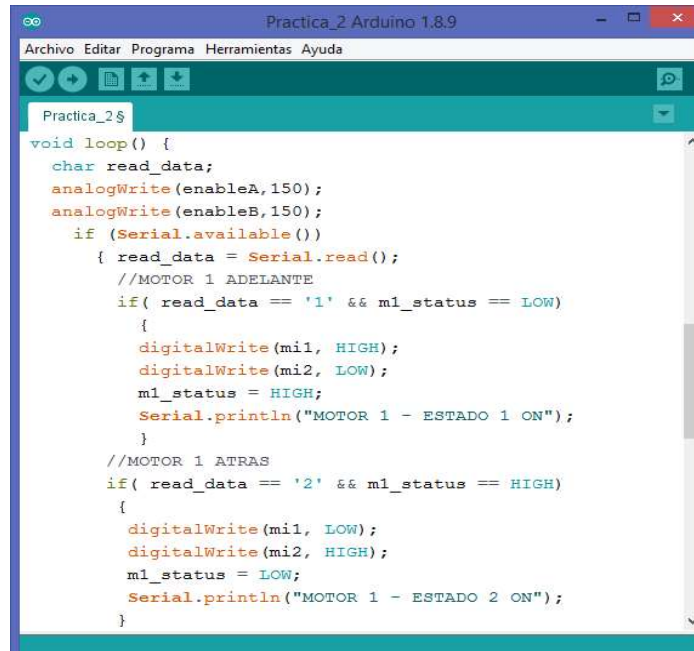 Practica_2 Arduino 1.8.9
Archivo Editar Programa Herramientas Ayuda
Practica_2 §
void loop() {
  char read_data;
  analogWrite(enableA,150);
  analogWrite(enableB,150);
    if (Serial.available())
      { read_data = Serial.read();
        //MOTOR 1 ADELANTE
        if( read_data == '1' && m1_status == LOW)
          {
          digitalWrite(mi1, HIGH);
          digitalWrite(mi2, LOW);
          m1_status = HIGH;
          Serial.println("MOTOR 1 - ESTADO 1 ON");
          }
       //MOTOR 1 ATRAS
       if( read_data == '2' && m1_status == HIGH)
        {
         digitalWrite(mi1, LOW);
         digitalWrite(mi2, HIGH);
         m1_status = LOW;
         Serial.println("MOTOR 1 - ESTADO 2 ON");
        }